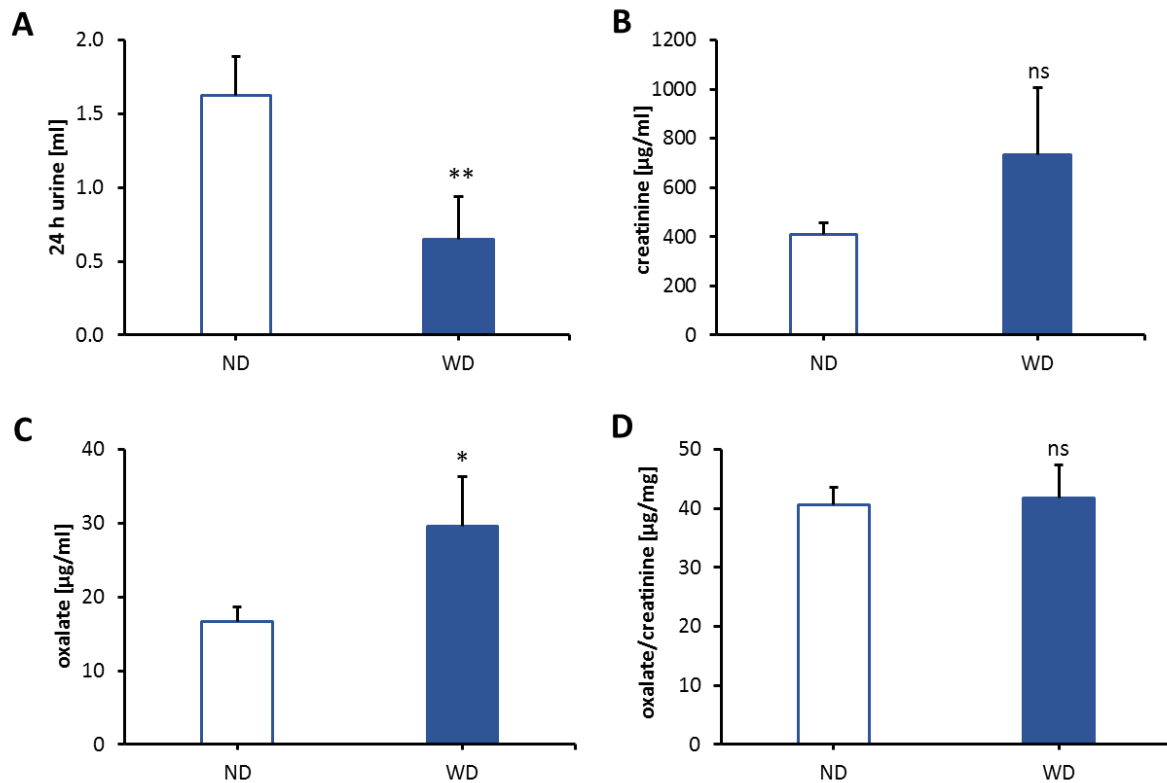 A
24 h urine [ml]
2.0
1.5
1.0
0.5
0.0
**
ND
WD
B
creatinine [µg/ml]
1200
1000
800
600
400
200
0
ns
ND
WD
C
oxalate [µg/ml]
40
30
20
10
0
*
ND
WD
D
oxalate/creatinine [µg/mg]
50
40
30
20
10
0
ns
ND
WD